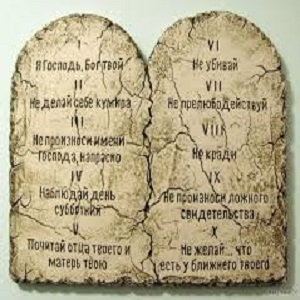 I
Я Господь, Бог твой
II
Не делай себе кумира
III
Не произноси имени
Господа, напрасно
IV
Наблюдай день
субботний
V
Почитой отца твоего и
матерь твою
VI
Не убивай
VII
Не прелюбодействуй
VIII
Не кради
IX
Не произноси ложного
свидетельства
X
Не желай... что
есть у ближнего твоего